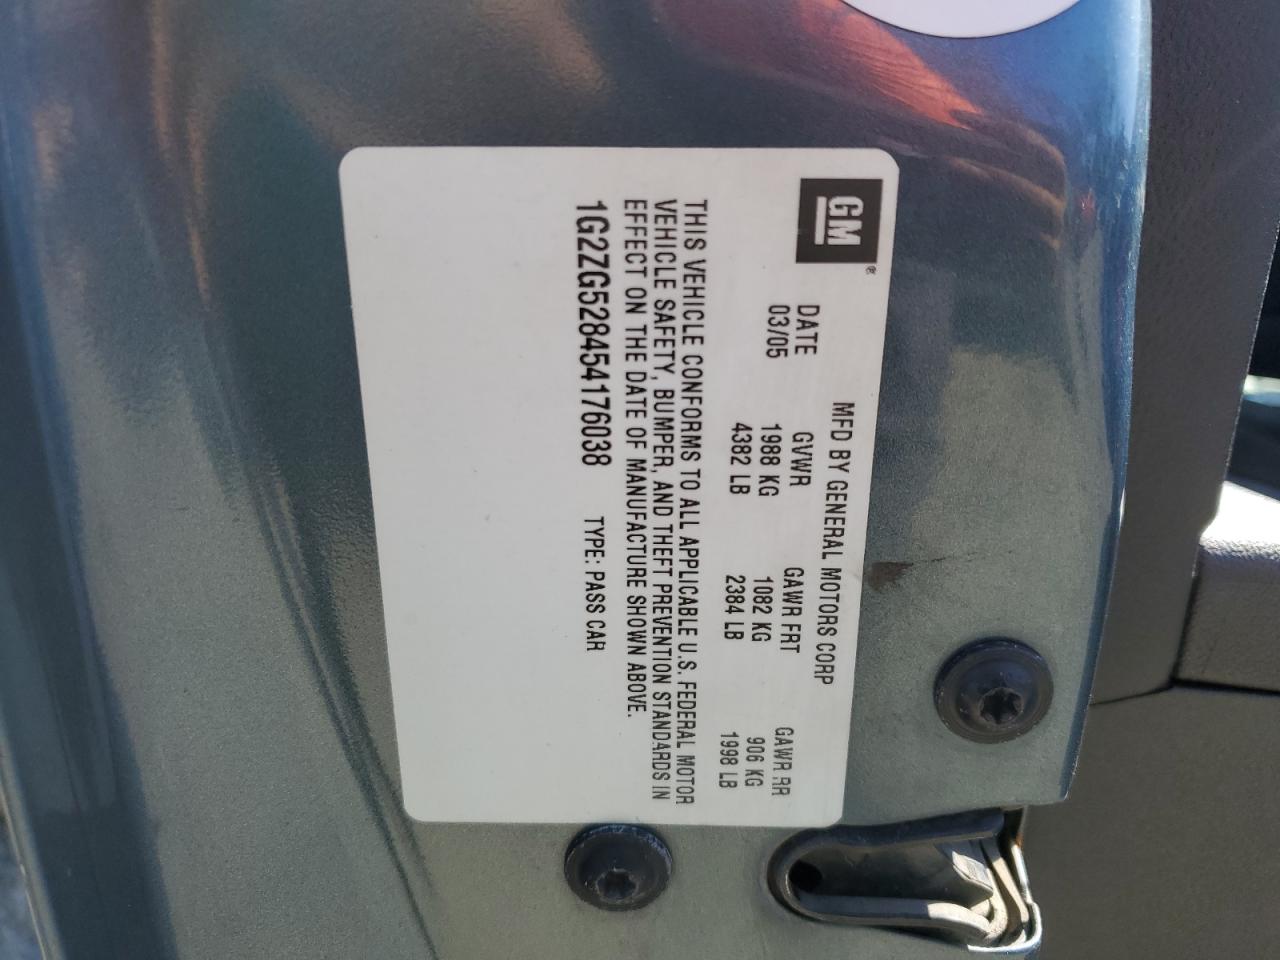 GM®
MFD BY GENERAL MOTORS CORP
DATE GVWR GAWR FRT GAWR RR
03/05 1988 KG 1082 KG 906 KG
4382 LB 2384 LB 1998 LB
THIS VEHICLE CONFORMS TO ALL APPLICABLE U.S. FEDERAL MOTOR
VEHICLE SAFETY, BUMPER, AND THEFT PREVENTION STANDARDS IN
EFFECT ON THE DATE OF MANUFACTURE SHOWN ABOVE.
1G2ZG528454176038 TYPE: PASS CAR